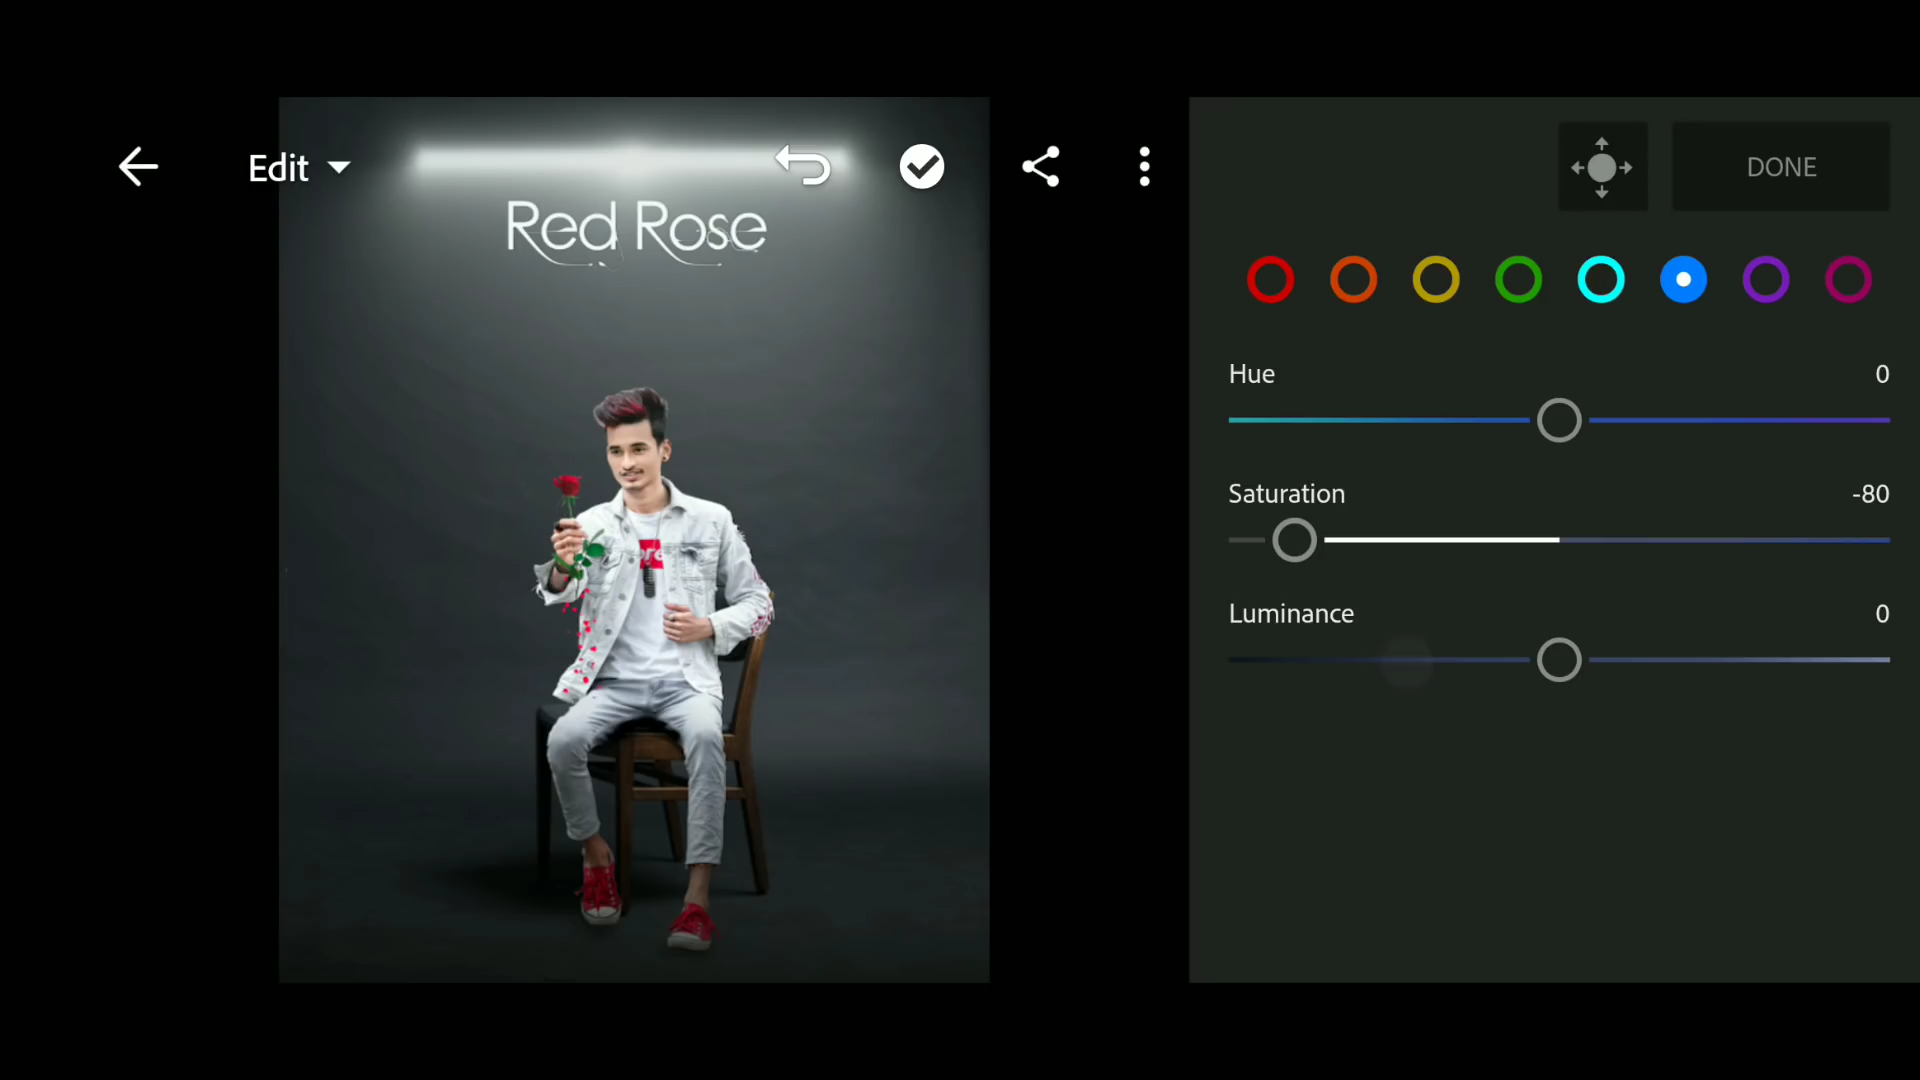 Edit
Red Rose
DONE
Hue 0
Saturation -80
Luminance 0